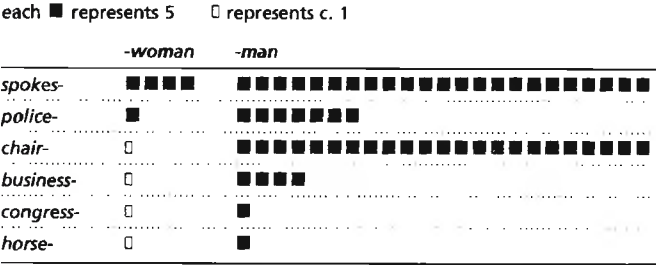 each ■ represents 5 ▯ represents c. 1
-woman -man
spokes-
police-
chair-
business-
congress-
horse-